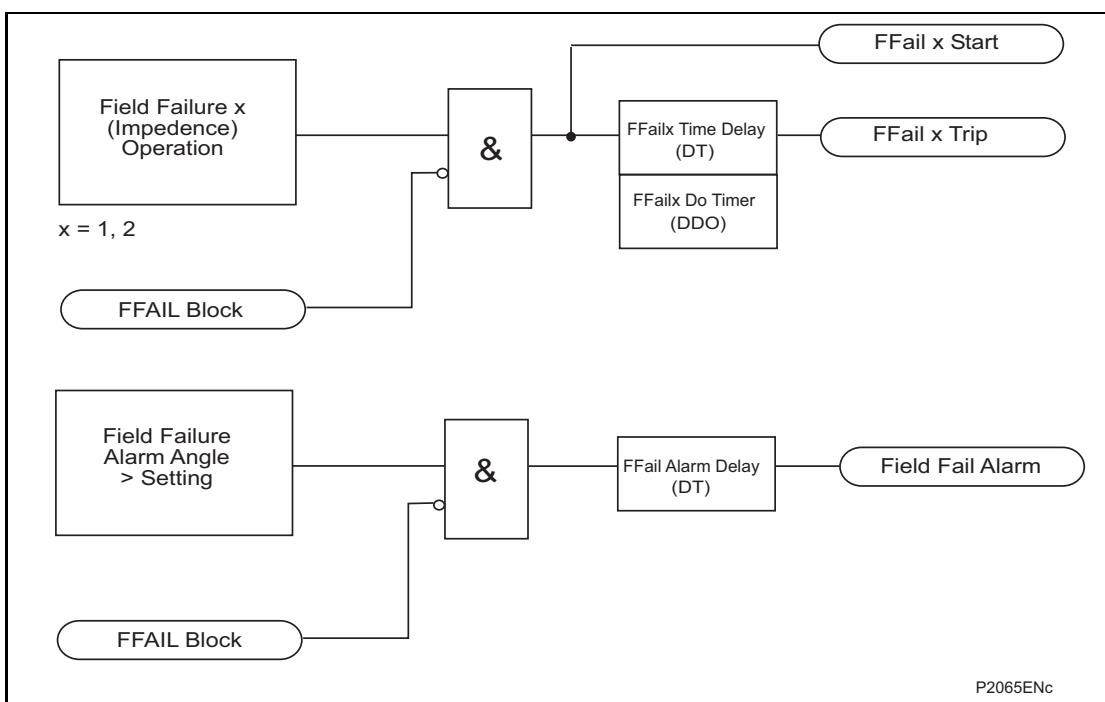 FFail x Start
Field Failure x
(Impedence)
Operation
&
FFailx Time Delay
(DT)
FFail x Trip
FFailx Do Timer
(DDO)
x = 1, 2
FFAIL Block
Field Failure
Alarm Angle
> Setting
&
FFail Alarm Delay
(DT)
Field Fail Alarm
FFAIL Block
P2065ENc